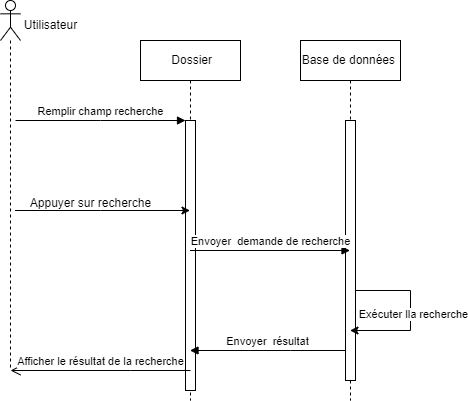 Utilisateur
Dossier
Base de données
Remplir champ recherche
Appuyer sur recherche
Envoyer demande de recherche
Exécuter lla recherche
Envoyer résultat
Afficher le résultat de la recherche